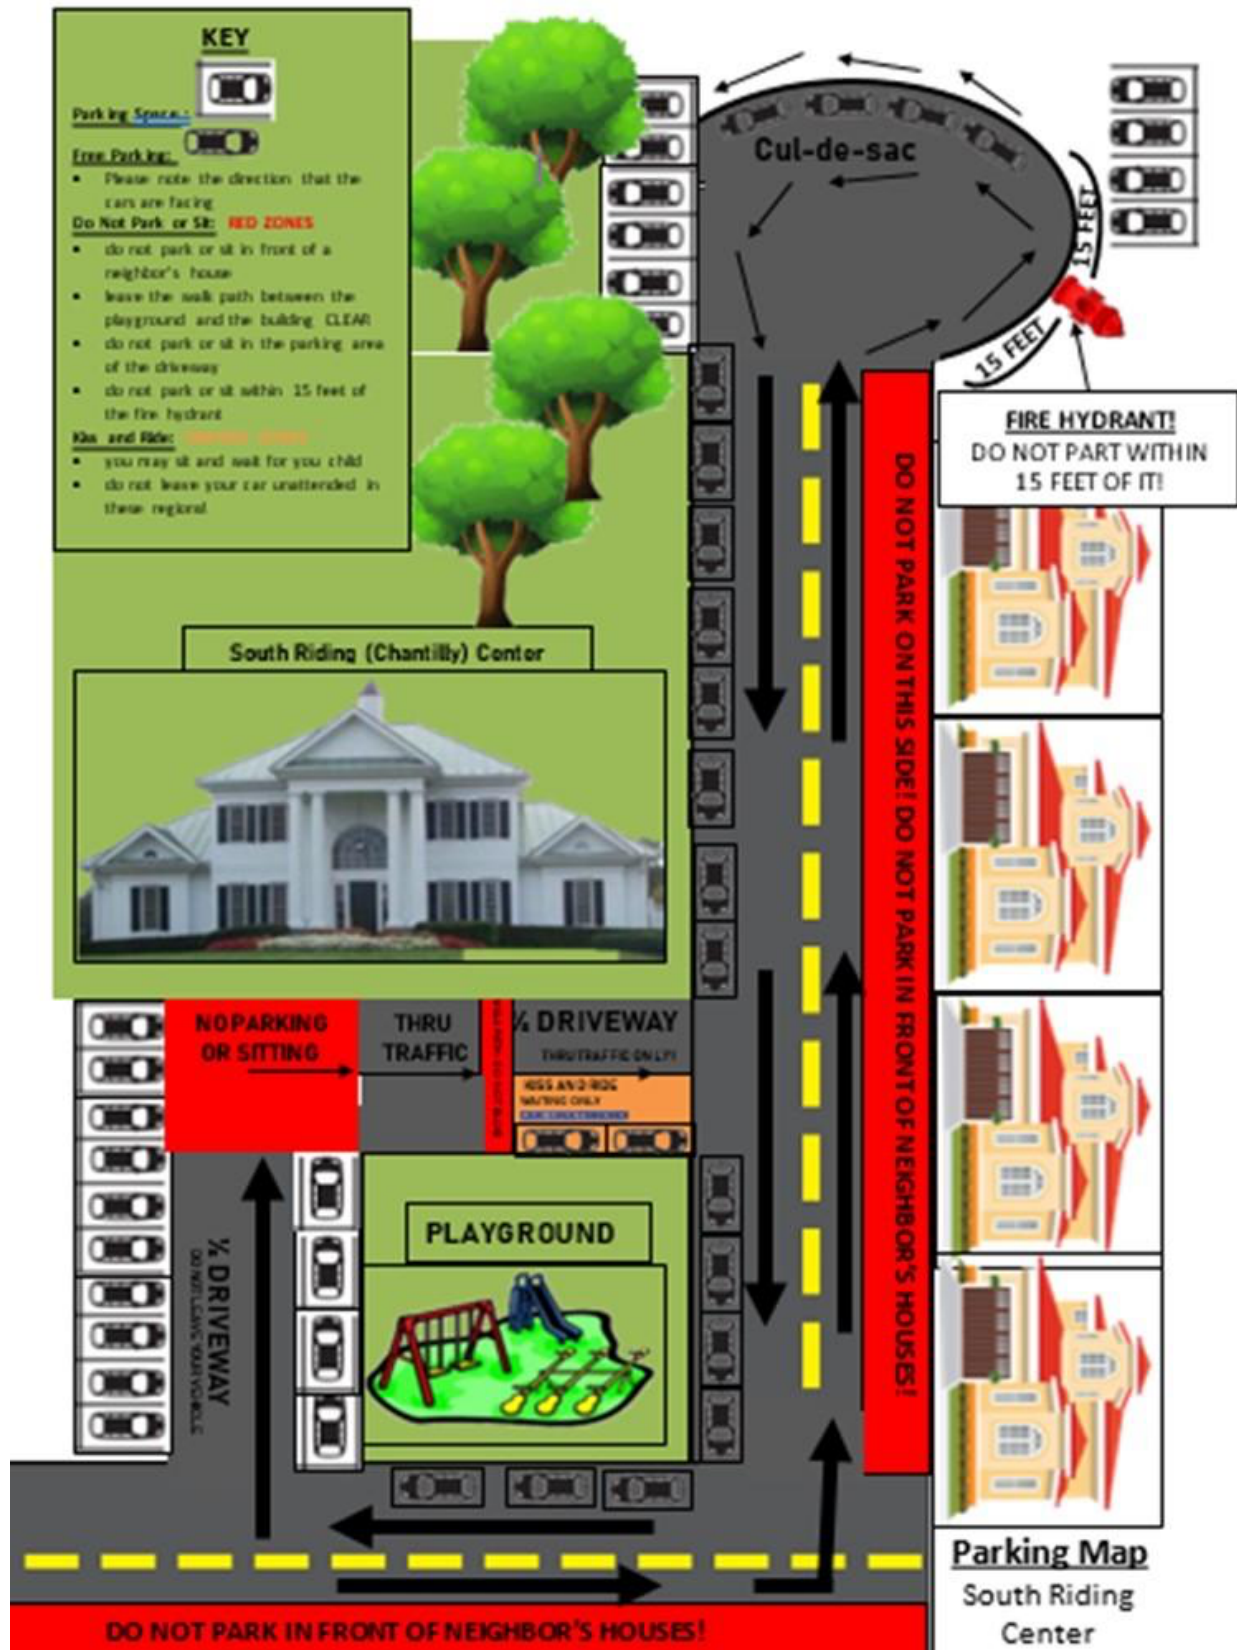 KEY
Parking Space:
Free Parking:
Please note the direction that the
cars are facing
Do Not Park or Sit: RED ZONES
do not park or sit in front of a
neighbor's house
leave the walk path between the
playground and the building CLEAR
do not park or sit in the parking area
of the driveway
do not park or sit within 15 feet of
the fire hydrant
Kiss and Ride:
you may sit and wait for you child
do not leave your car unattended in
these regional
Cul-de-sac
15 FEET
15 FEET
FIRE HYDRANT!
DO NOT PART WITHIN
15 FEET OF IT!
South Riding (Chantilly) Center
DO NOT PARK ON THIS SIDE! DO NOT PARK IN FRONT OF NEIGHBOR'S HOUSES!
NO PARKING
OR SITTING
THRU
TRAFFIC
DRIVEWAY
THRU TRAFFIC ONLY!
KISS AND RIDE
WAITING ONLY
PLAYGROUND
DRIVEWAY
DO NOT LEAVE YOUR VEHICLE
DO NOT PARK IN FRONT OF NEIGHBOR'S HOUSES!
Parking Map
South Riding
Center